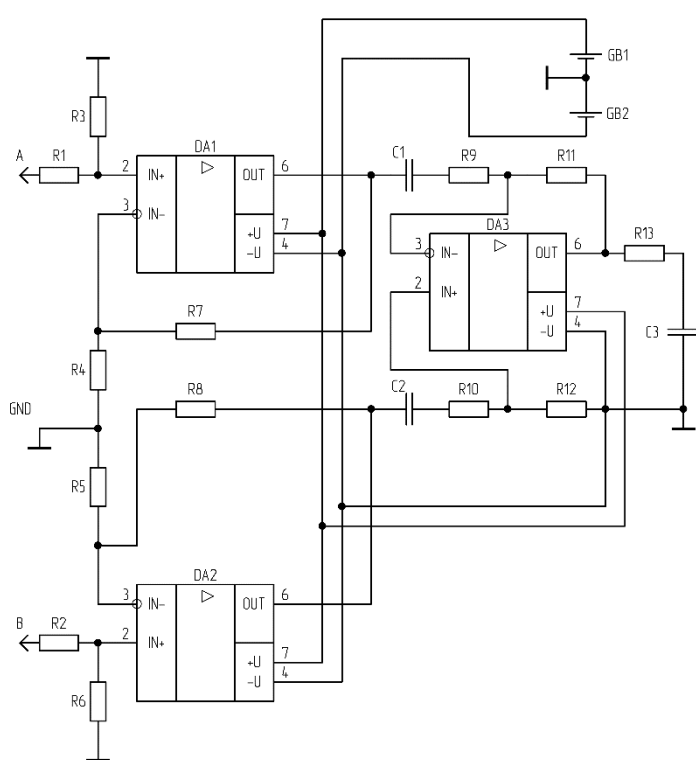 GB1
GB2
R3
A
R1
DA1
2
IN+
OUT
6
3
IN-
+U
7
-U
4
C1
R9
R11
DA3
3
IN-
OUT
6
2
IN+
+U
7
-U
4
R13
C3
R7
R4
R8
C2
R10
R12
GND
R5
DA2
3
IN-
OUT
6
B
R2
2
IN+
+U
7
-U
4
R6